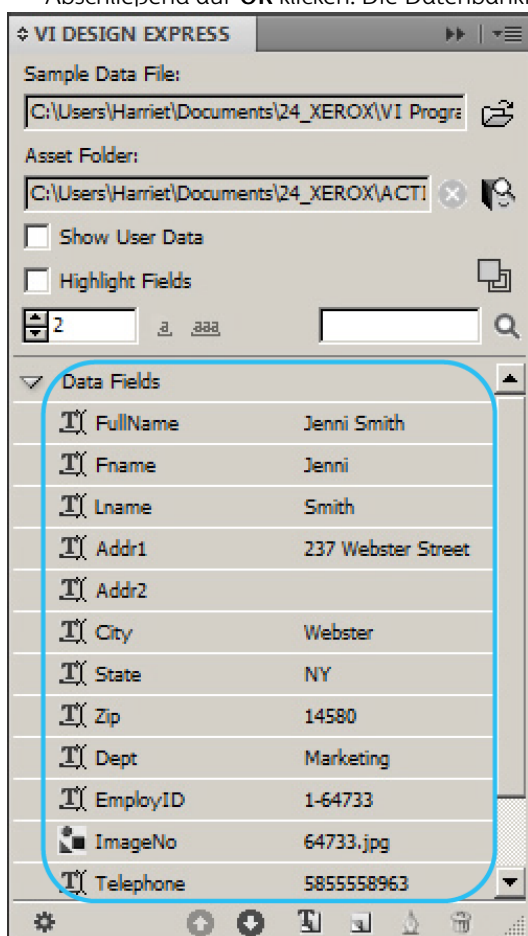 Abschließend auf OK klicken. Die Datenbank
VI DESIGN EXPRESS
Sample Data File:
C:\Users\Harriet\Documents\24_XEROX\VI Progra
Asset Folder:
C:\Users\Harriet\Documents\24_XEROX\ACTI
Show User Data
Highlight Fields
2 a aaa
Data Fields
FullName Jenni Smith
Fname Jenni
Lname Smith
Addr1 237 Webster Street
Addr2
City Webster
State NY
Zip 14580
Dept Marketing
EmployID 1-64733
ImageNo 64733.jpg
Telephone 5855558963